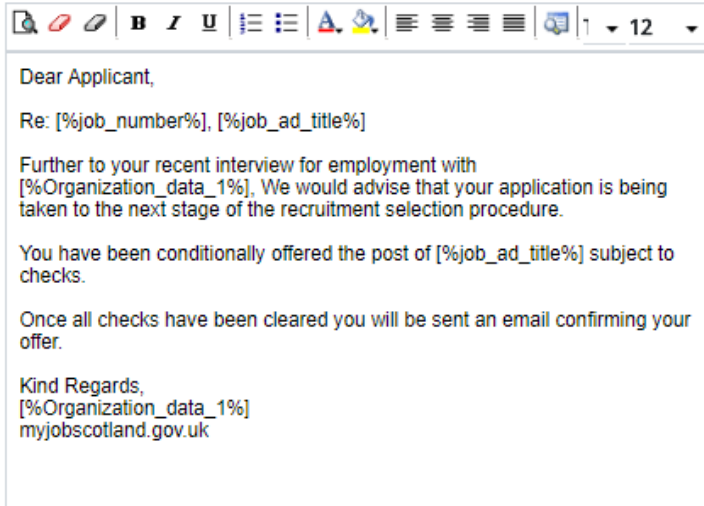 B I U 12
Dear Applicant,
Re: [%job_number%], [%job_ad_title%]
Further to your recent interview for employment with
[%Organization_data_1%], We would advise that your application is being
taken to the next stage of the recruitment selection procedure.
You have been conditionally offered the post of [%job_ad_title%] subject to
checks.
Once all checks have been cleared you will be sent an email confirming your
offer.
Kind Regards,
[%Organization_data_1%]
myjobscotland.gov.uk